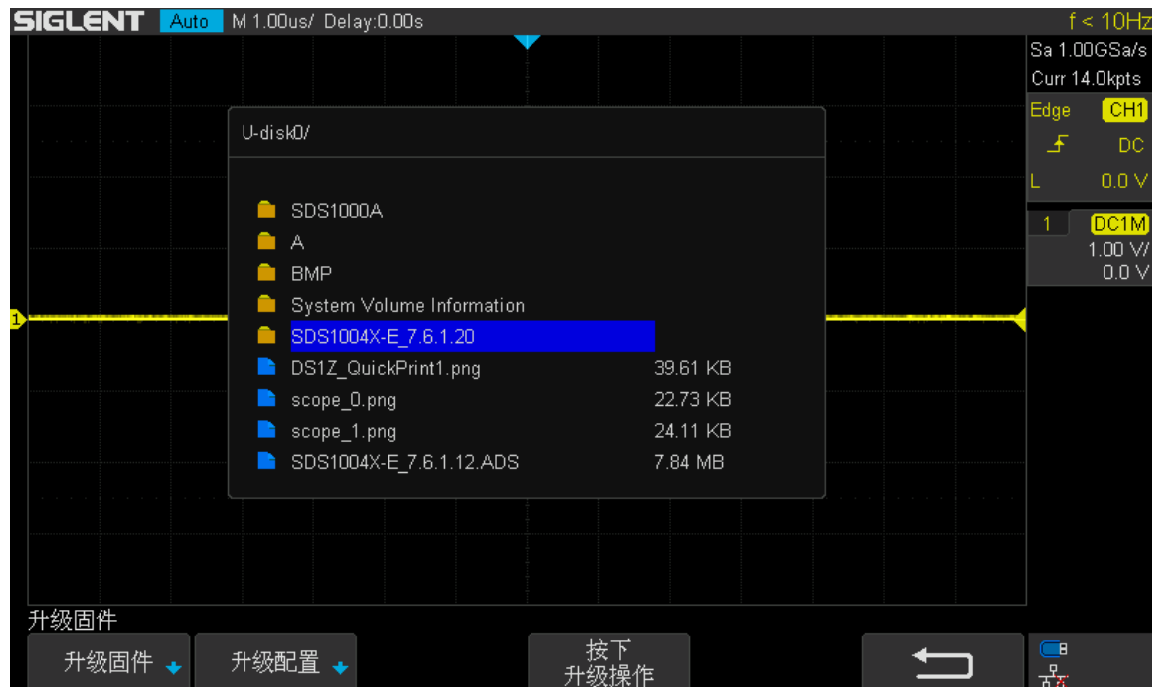 SIGLENT Auto M 1.00us/ Delay:0.00s f < 10Hz
Sa 1.00GSa/s
Curr 14.0kpts
Edge CH1
DC
L 0.0 V
1 DC1M
1.00 V/
0.0 V
U-disk0/
SDS1000A
A
BMP
System Volume Information
SDS1004X-E_7.6.1.20
DS1Z_QuickPrint1.png 39.61 KB
scope_0.png 22.73 KB
scope_1.png 24.11 KB
SDS1004X-E_7.6.1.12.ADS 7.84 MB
1
升级固件
升级固件 升级配置 按下
升级操作